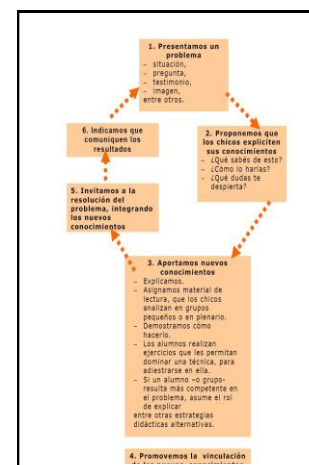 1. Presentamos un
problema
– situación,
– pregunta,
– testimonio,
– imagen,
entre otros.
2. Proponemos que
los chicos expliciten
sus conocimientos
– ¿Qué sabés de esto?
– ¿Cómo lo harías?
– ¿Qué dudas te
despierta?
3. Aportamos nuevos
conocimientos
– Explicamos.
– Asignamos material de
lectura, que los chicos
analizan en grupos
pequeños o en plenario.
– Demostramos cómo
hacerlo.
– Los alumnos realizan
ejercicios que les permitan
dominar una técnica, para
adiestrarse en ella.
– Si un alumno –o grupo-
resulta más competente en
el problema, asume el rol
de explicar
entre otras estrategias
didácticas alternativas.
4. Promovemos la vinculación
de los nuevos conocimientos
5. Invitamos a la
resolución del
problema, integrando
los nuevos
conocimientos
6. Indicamos que
comuniquen los
resultados